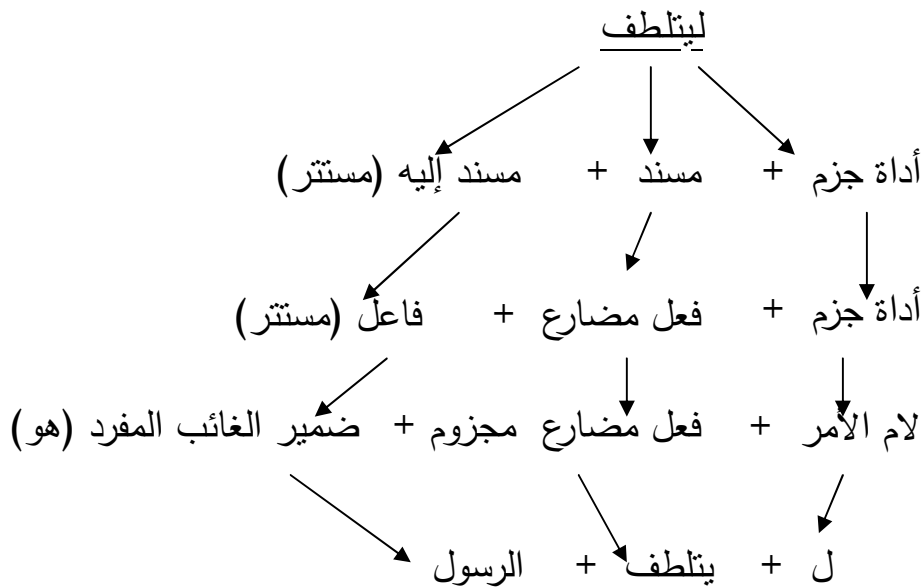 ليتلطف
أداة جزم + مسند + مسند إليه (مستتر)
أداة جزم + فعل مضارع + فاعل (مستتر)
لام الأمر + فعل مضارع مجزوم + ضمير الغائب المفرد (هو)
ل + يتلطف + الرسول